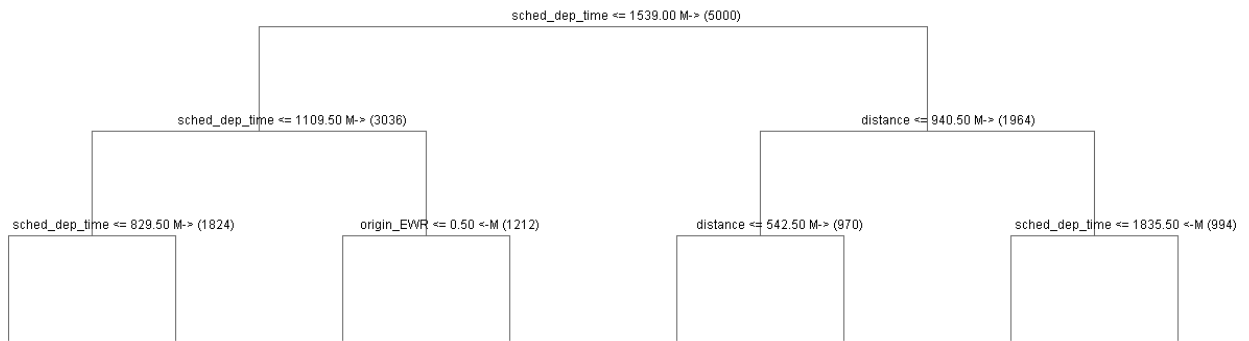 sched_dep_time <= 1539.00 M-> (5000)
sched_dep_time <= 1109.50 M-> (3036)
distance <= 940.50 M-> (1964)
sched_dep_time <= 829.50 M-> (1824)
origin_EWR <= 0.50 <-M (1212)
distance <= 542.50 M-> (970)
sched_dep_time <= 1835.50 <-M (994)